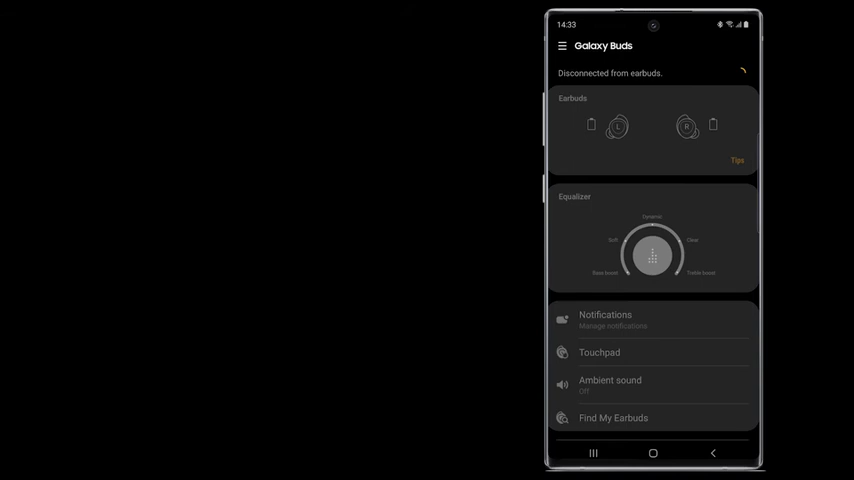 14:33
Galaxy Buds
Disconnected from earbuds.
Earbuds
L
R
Tips
Equalizer
Dynamic
Soft
Clear
Bass boost
Treble boost
Notifications
Manage notifications
Touchpad
Ambient sound
Off
Find My Earbuds